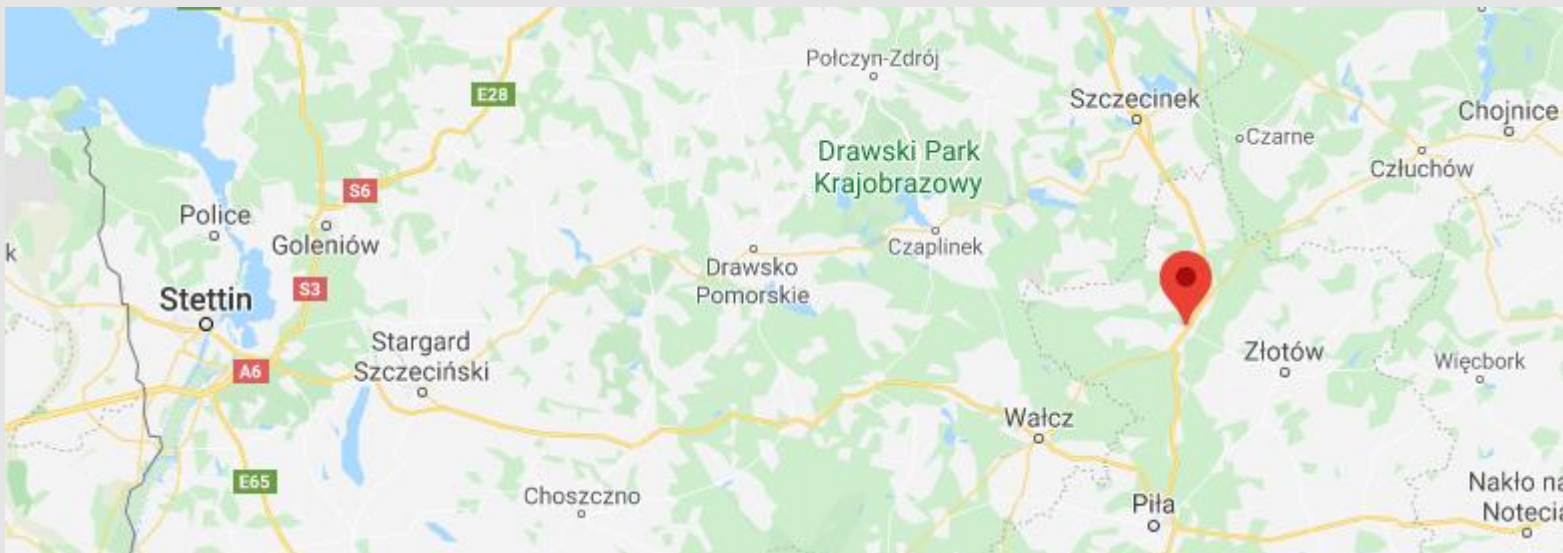 Połczyn-Zdrój
E28
Szczecinek
Chojnice
Czarne
Drawski Park
Krajobrazowy
Człuchów
S6
Police
Goleniów
Czaplinek
k
Drawsko
Pomorskie
S3
Stettin
Stargard
Szczeciński
Złotów
Więcbork
A6
Wałcz
E65
Choszczno
Piła
Nakło na
Notecią